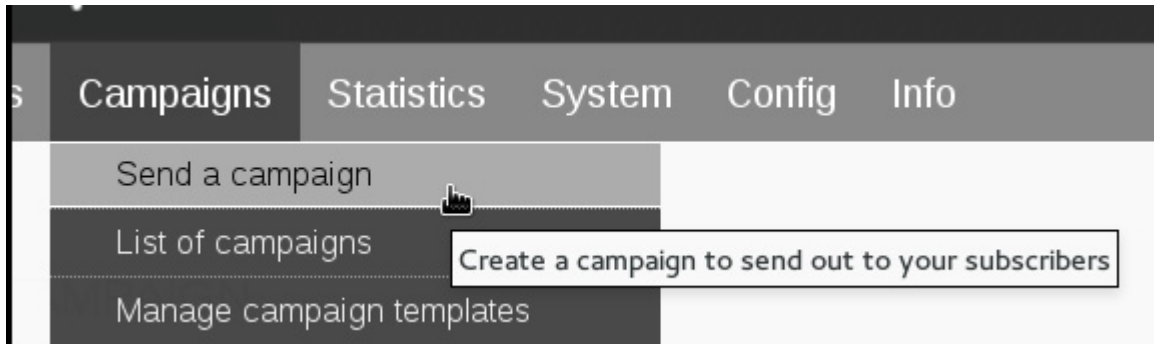 s Campaigns Statistics System Config Info
Send a campaign
List of campaigns
Create a campaign to send out to your subscribers
Manage campaign templates